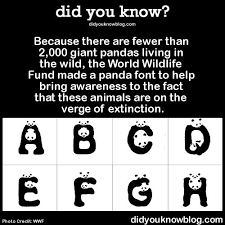 did you know?
didyouknowblog.com
Because there are fewer than
2,000 giant pandas living in
the wild, the World Wildlife
Fund made a panda font to help
bring awareness to the fact
that these animals are on the
verge of extinction.
A B C D
E F G H
Photo Credit: WWF
didyouknowblog.com